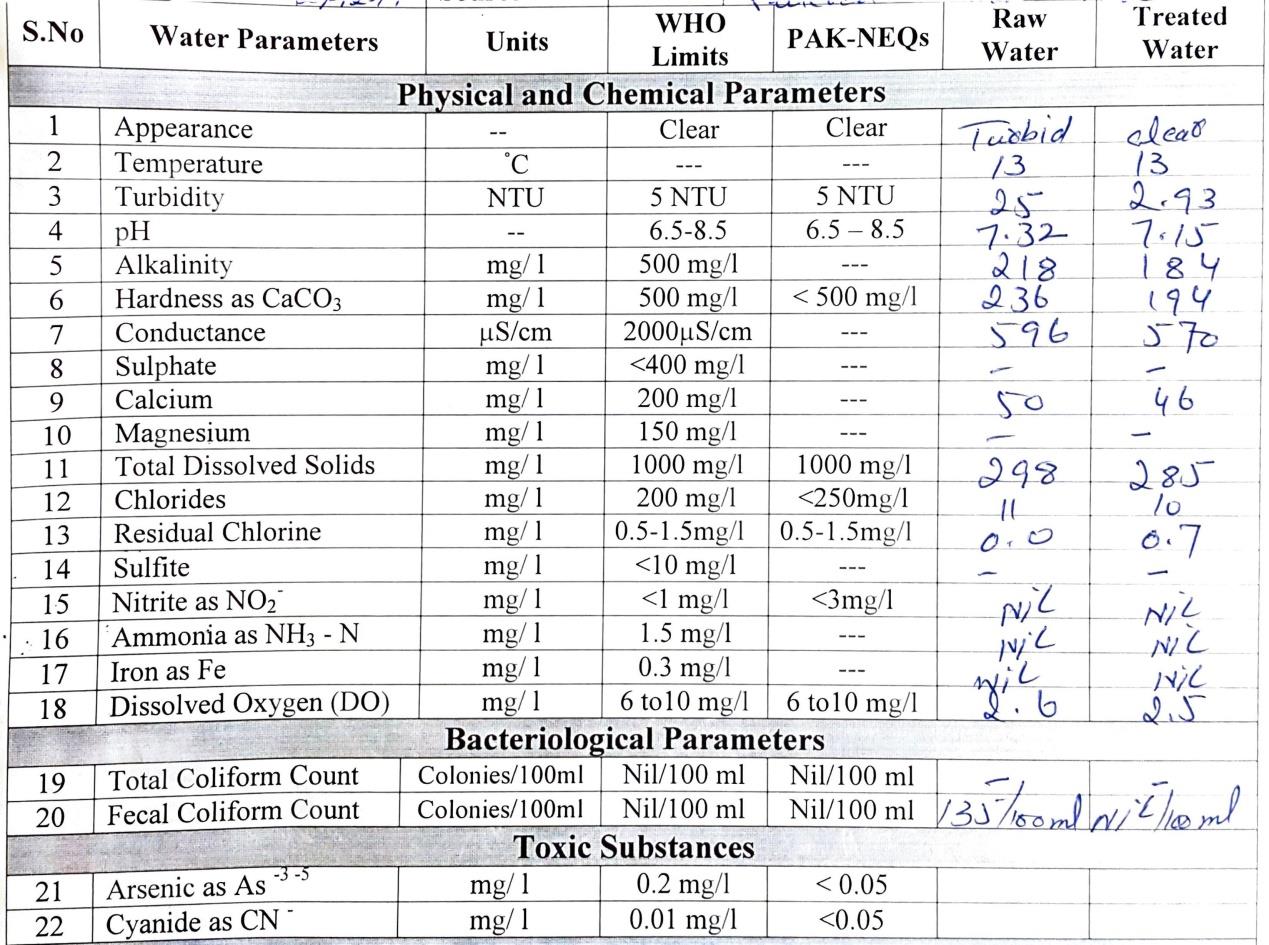 S.No Water Parameters Units WHO Limits PAK-NEQs Raw Water Treated Water
Physical and Chemical Parameters
1 Appearance -- Clear Clear Turbid clear
2 Temperature °C --- --- 13 13
3 Turbidity NTU 5 NTU 5 NTU 25 2.93
4 pH -- 6.5-8.5 6.5 – 8.5 7.32 7.15
5 Alkalinity mg/ l 500 mg/l --- 218 184
6 Hardness as CaCO₃ mg/ l 500 mg/l < 500 mg/l 236 194
7 Conductance µS/cm 2000µS/cm --- 596 570
8 Sulphate mg/ l <400 mg/l --- – –
9 Calcium mg/ l 200 mg/l --- 50 46
10 Magnesium mg/ l 150 mg/l --- – –
11 Total Dissolved Solids mg/ l 1000 mg/l 1000 mg/l 298 285
12 Chlorides mg/ l 200 mg/l <250mg/l 11 10
13 Residual Chlorine mg/ l 0.5-1.5mg/l 0.5-1.5mg/l 0.0 0.7
14 Sulfite mg/ l <10 mg/l --- – –
15 Nitrite as NO₂⁻ mg/ l <1 mg/l <3mg/l NiL NiL
16 Ammonia as NH₃ - N mg/ l 1.5 mg/l --- NiL NiL
17 Iron as Fe mg/ l 0.3 mg/l --- NiL NiL
18 Dissolved Oxygen (DO) mg/ l 6 to10 mg/l 6 to10 mg/l 2.6 2.5
Bacteriological Parameters
19 Total Coliform Count Colonies/100ml Nil/100 ml Nil/100 ml – –
20 Fecal Coliform Count Colonies/100ml Nil/100 ml Nil/100 ml 135/100ml NiL/100ml
Toxic Substances
21 Arsenic as As ⁻³ ⁻⁵ mg/ l 0.2 mg/l < 0.05
22 Cyanide as CN ⁻ mg/ l 0.01 mg/l <0.05